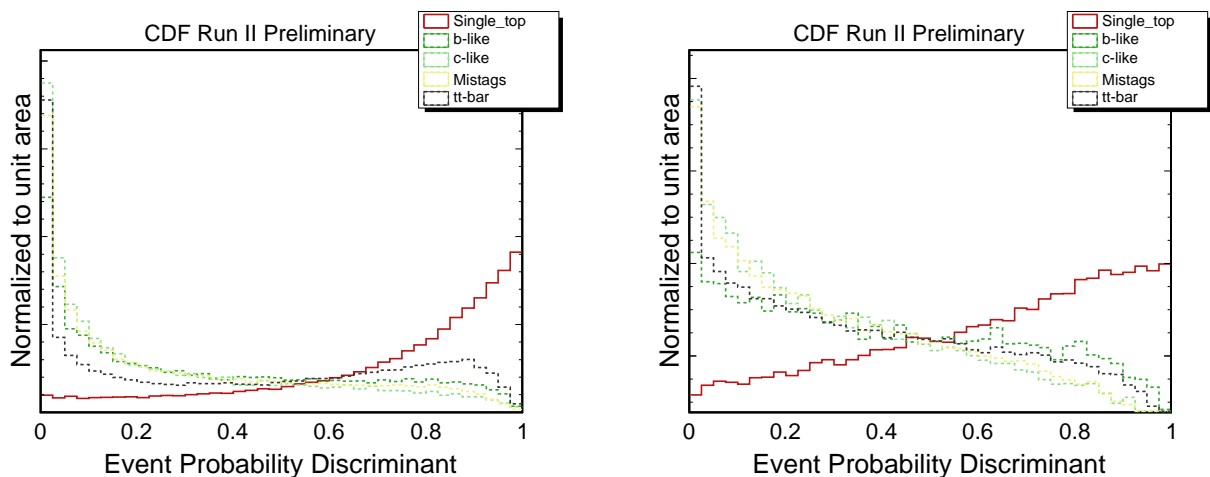 CDF Run II Preliminary
Single_top
b-like
c-like
Mistags
tt-bar
Normalized to unit area
0 0.2 0.4 0.6 0.8 1
Event Probability Discriminant
CDF Run II Preliminary
Single_top
b-like
c-like
Mistags
tt-bar
Normalized to unit area
0 0.2 0.4 0.6 0.8 1
Event Probability Discriminant